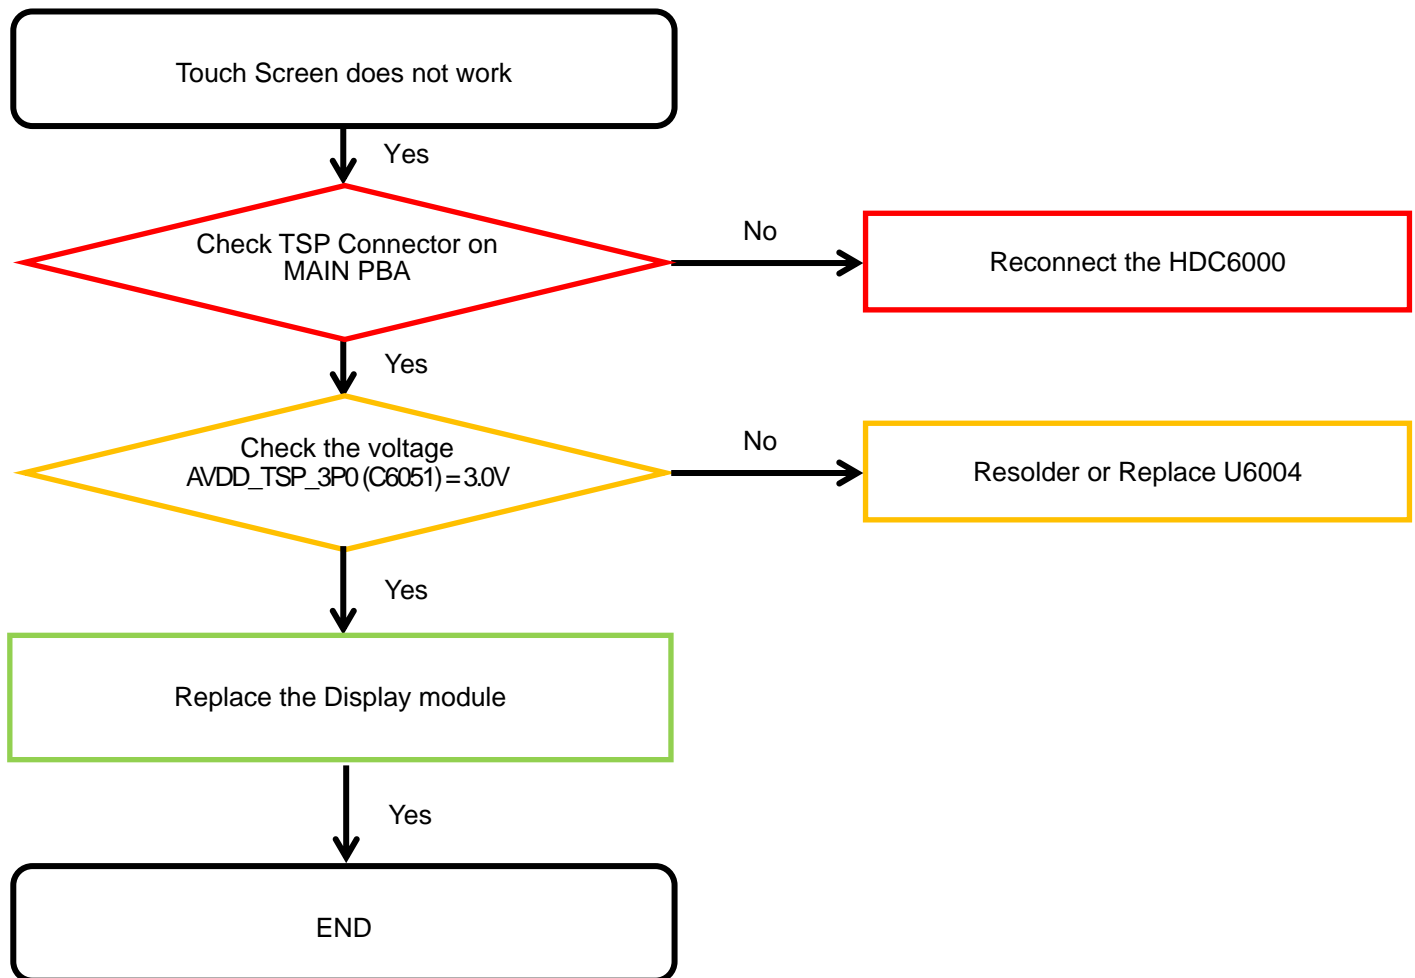 Touch Screen does not work
Yes
Check TSP Connector on
MAIN PBA
No
Reconnect the HDC6000
Yes
Check the voltage
AVDD_TSP_3P0 (C6051) = 3.0V
No
Resolder or Replace U6004
Yes
Replace the Display module
Yes
END